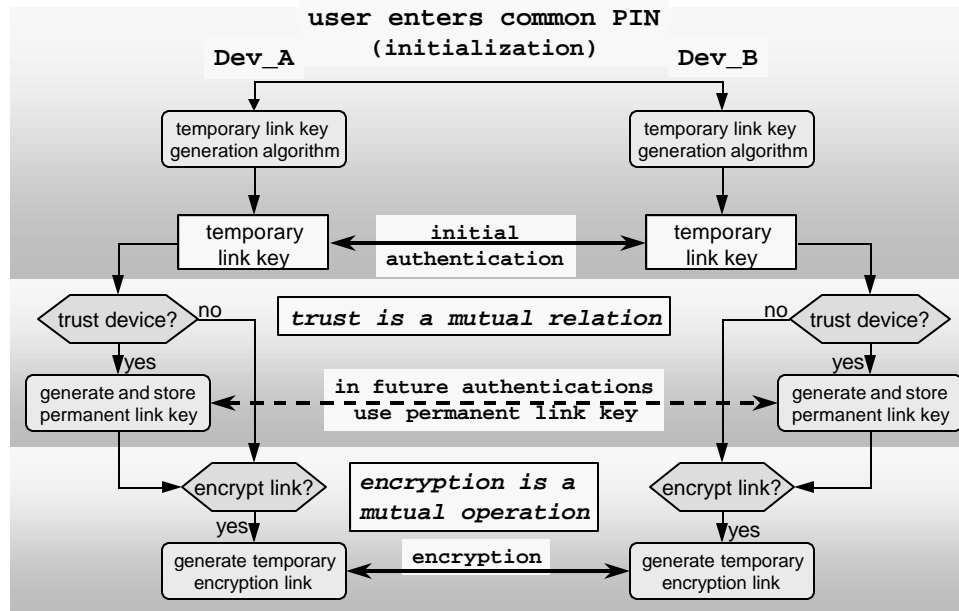 user enters common PIN
(initialization)
Dev_A
Dev_B
temporary link key
generation algorithm
temporary link key
generation algorithm
temporary
link key
initial
authentication
temporary
link key
trust device?
no
trust is a mutual relation
no
trust device?
yes
yes
generate and store
permanent link key
in future authentications
use permanent link key
generate and store
permanent link key
encrypt link?
encryption is a
mutual operation
encrypt link?
yes
yes
generate temporary
encryption link
encryption
generate temporary
encryption link